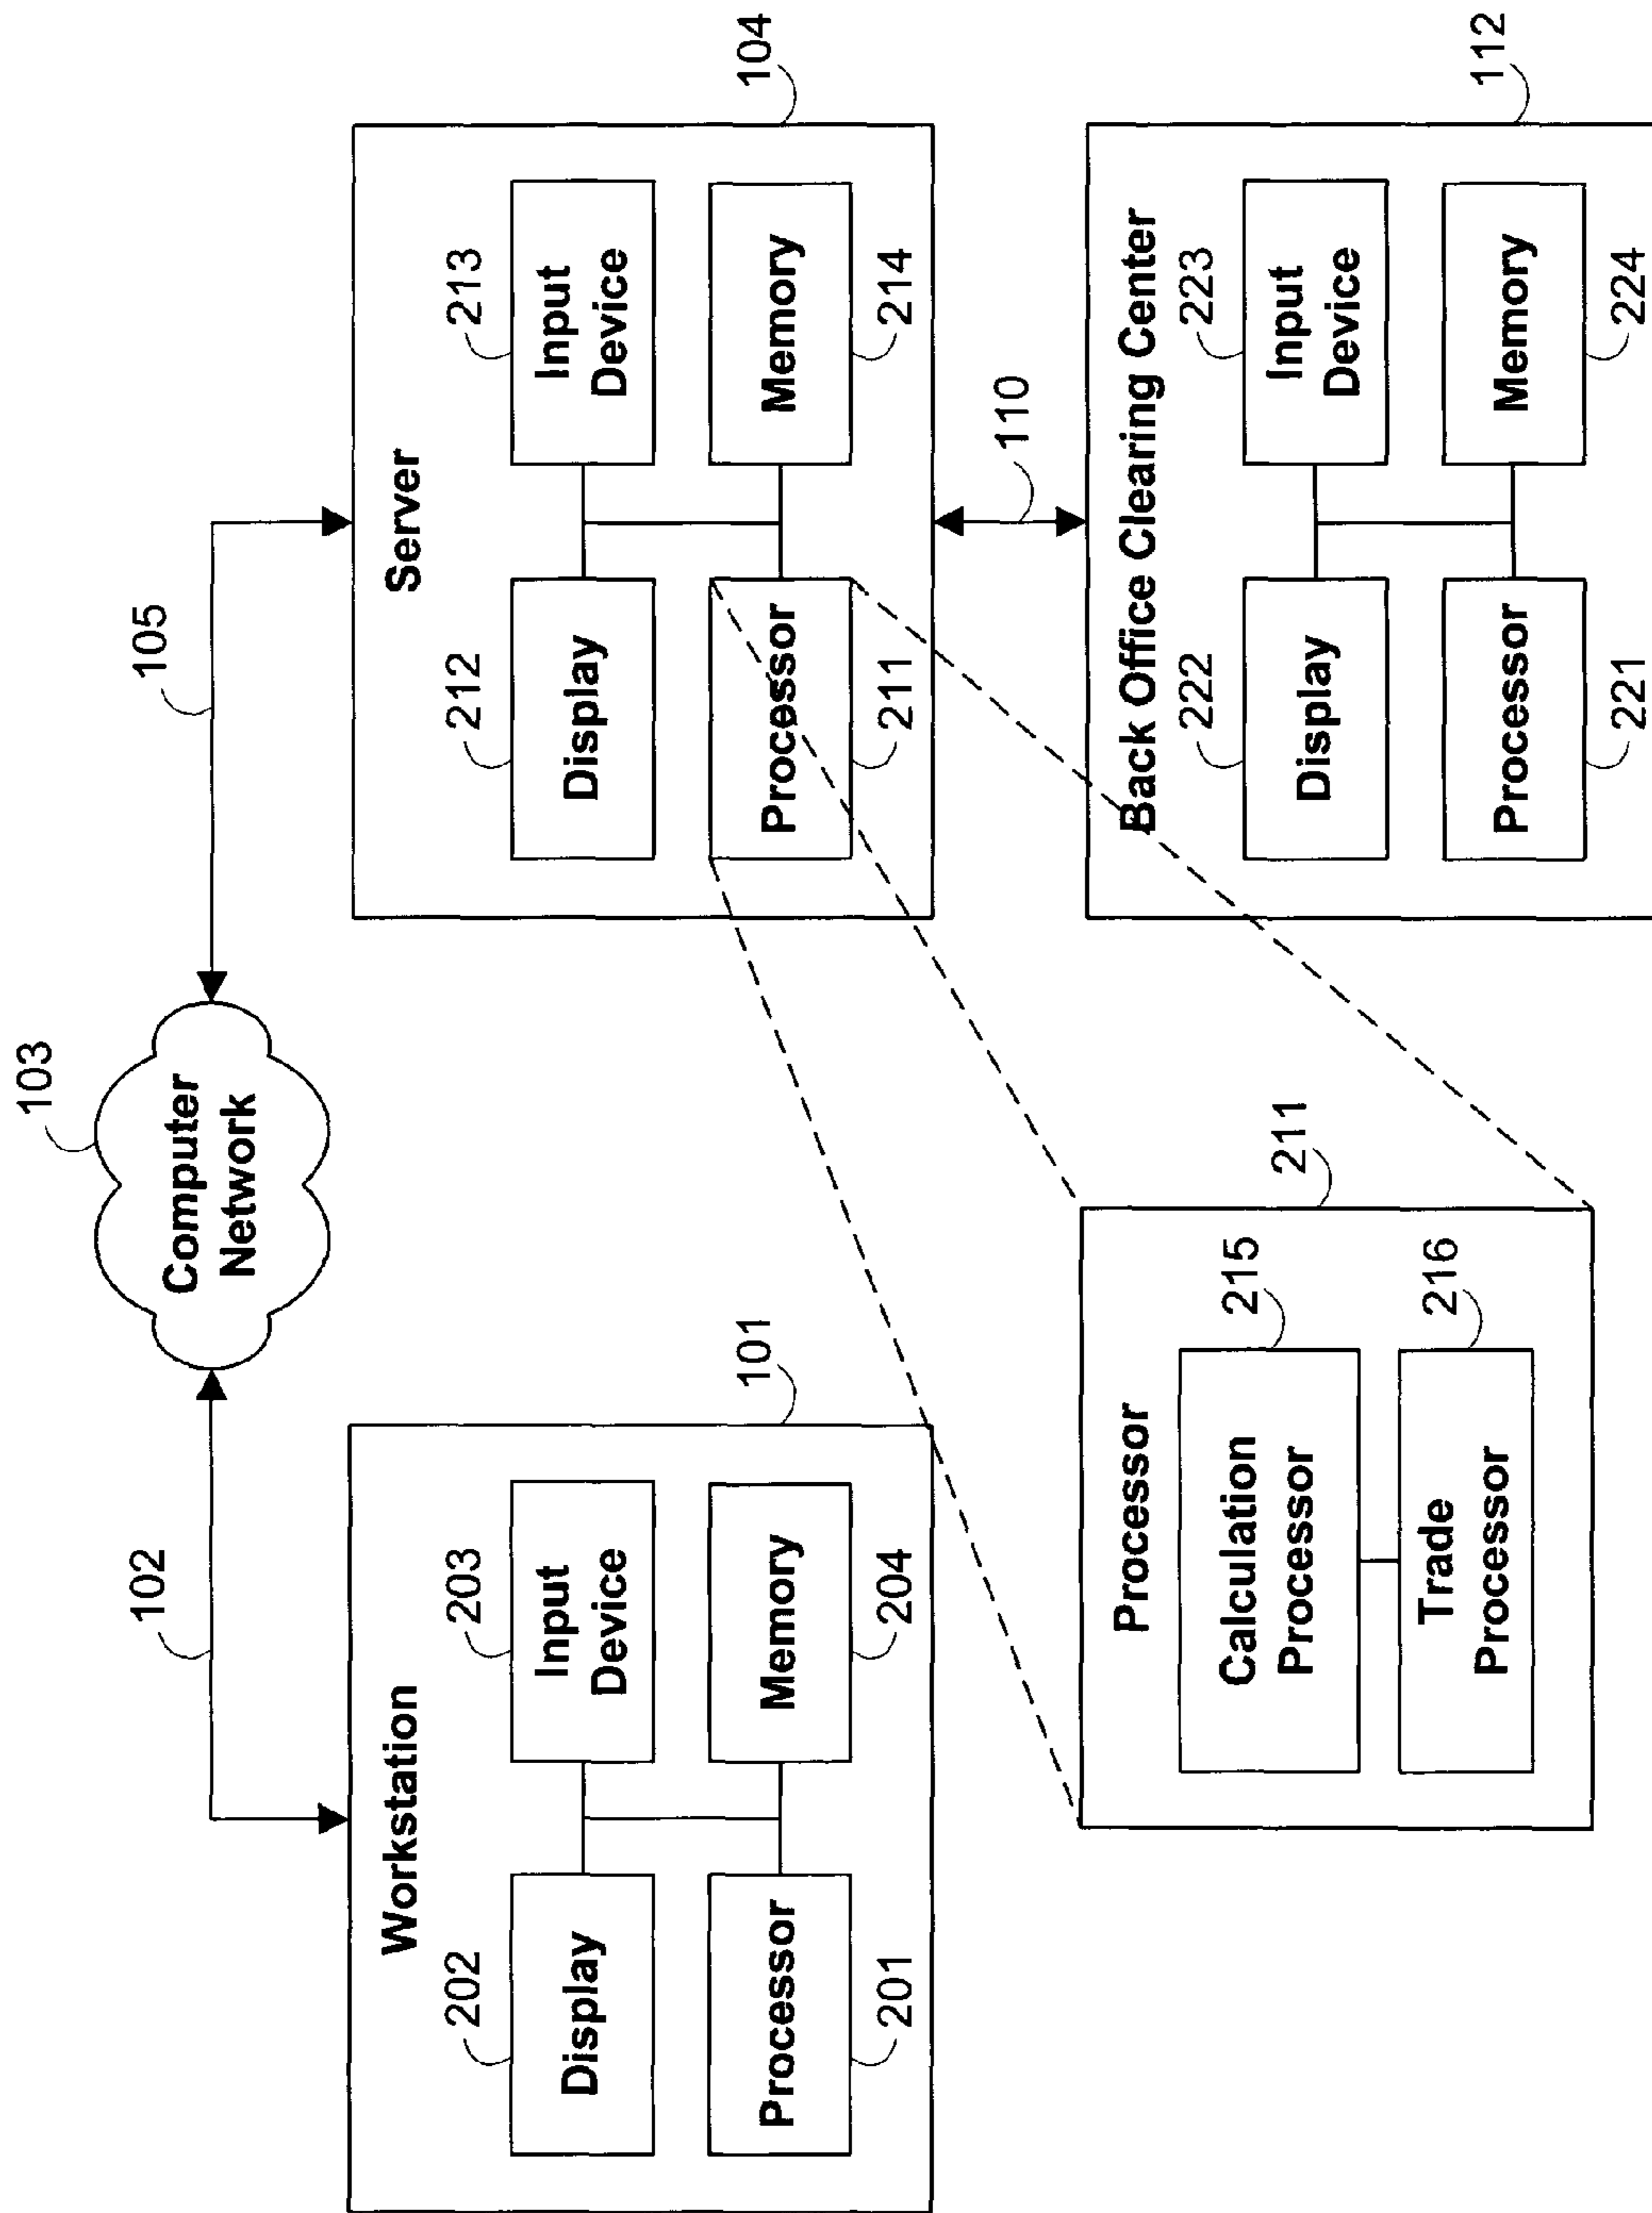 103
Computer
Network
102
105
Workstation
101
202
Display
203
Input
Device
Processor
201
Memory
204
Server
104
212
Display
213
Input
Device
Processor
211
Memory
214
110
Processor
211
Calculation
Processor
215
Trade
Processor
216
Back Office Clearing Center
112
222
Display
223
Input
Device
Processor
221
Memory
224